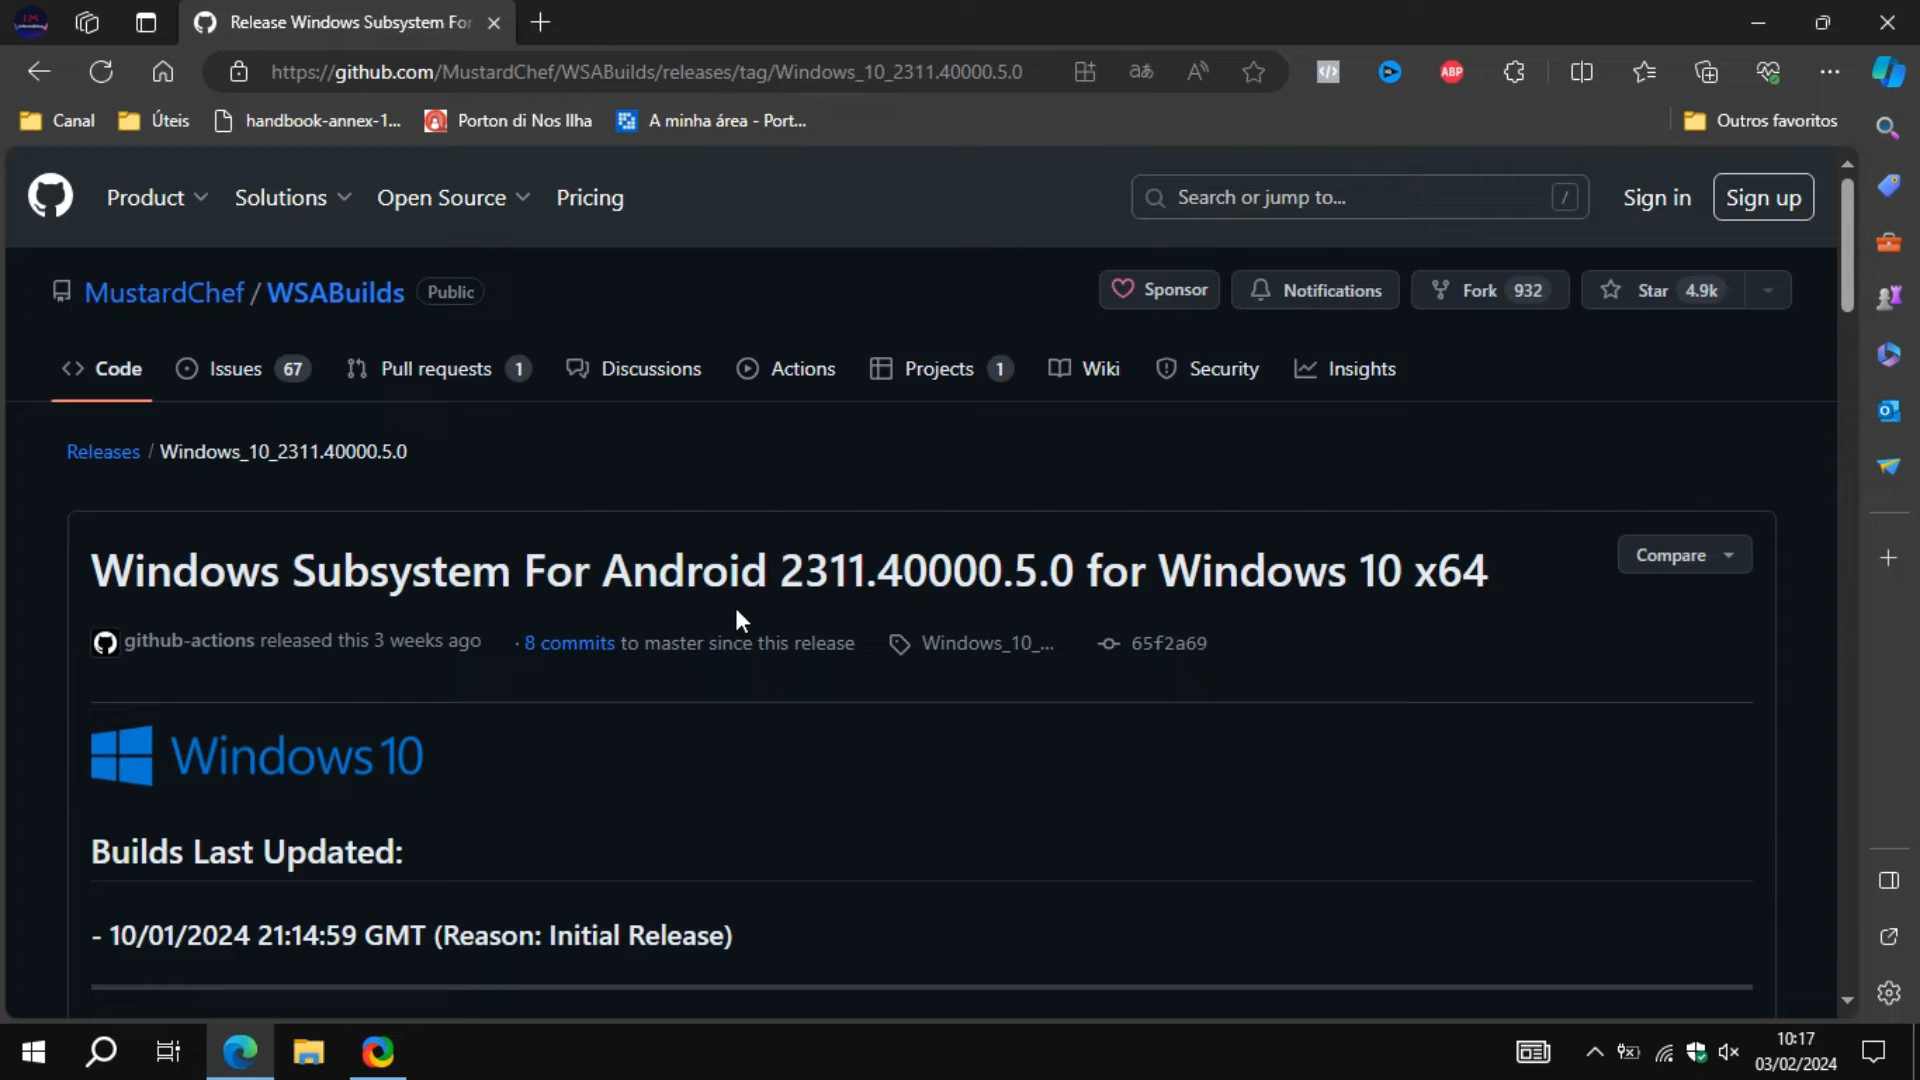 Release Windows Subsystem For
https://github.com/MustardChef/WSABuilds/releases/tag/Windows_10_2311.40000.5.0
ABP
Canal
Úteis
handbook-annex-1...
Porton di Nos Ilha
A minha área - Port...
Outros favoritos
Product
Solutions
Open Source
Pricing
Search or jump to...
/
Sign in
Sign up
MustardChef / WSABuilds
Public
Sponsor
Notifications
Fork 932
Star 4.9k
Code
Issues 67
Pull requests 1
Discussions
Actions
Projects 1
Wiki
Security
Insights
Releases / Windows_10_2311.40000.5.0
Windows Subsystem For Android 2311.40000.5.0 for Windows 10 x64
Compare
github-actions released this 3 weeks ago
· 8 commits to master since this release
Windows_10_...
65f2a69
Windows 10
Builds Last Updated:
- 10/01/2024 21:14:59 GMT (Reason: Initial Release)
10:17
03/02/2024